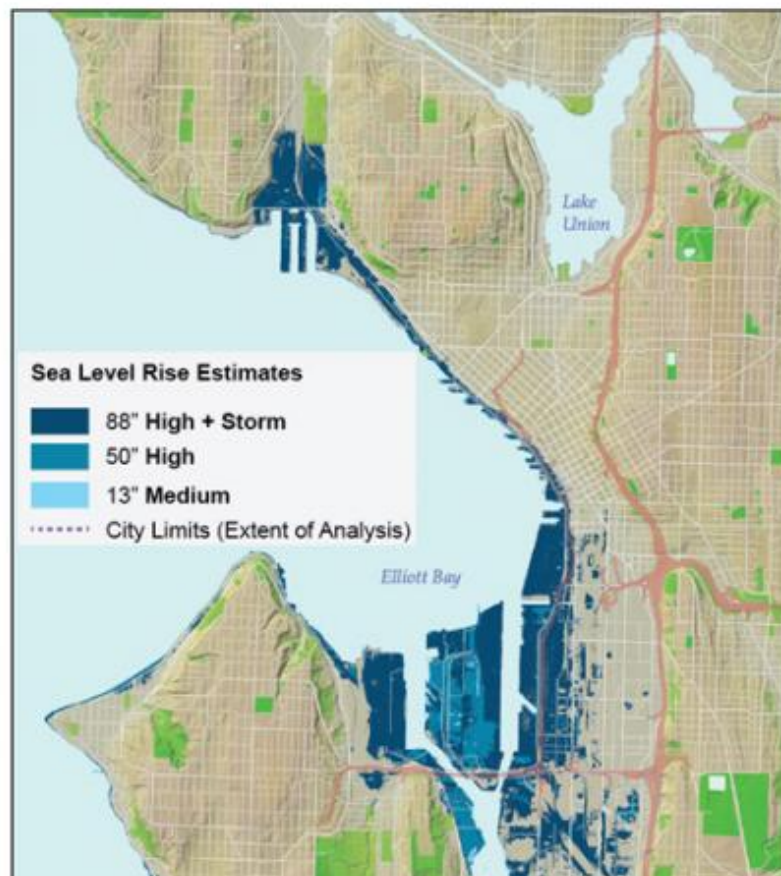 Lake
Union
Sea Level Rise Estimates
88" High + Storm
50" High
13" Medium
City Limits (Extent of Analysis)
Elliott Bay